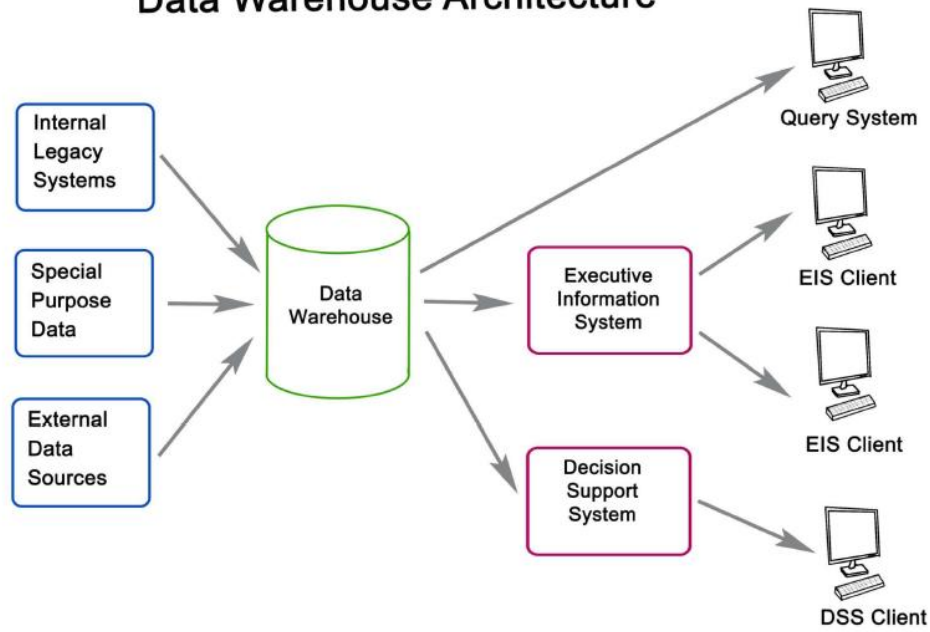 Data Warehouse Architecture
Query System
Internal
Legacy
Systems
EIS Client
Special
Purpose
Data
Data
Warehouse
Executive
Information
System
EIS Client
External
Data
Sources
Decision
Support
System
DSS Client